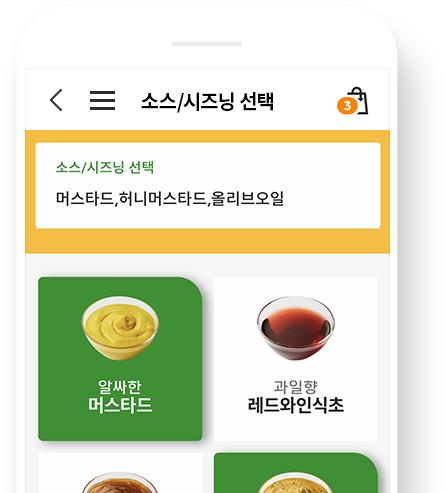 소스/시즈닝 선택
3
소스/시즈닝 선택
머스타드,허니머스타드,올리브오일
알싸한
머스타드
과일향
레드와인식초